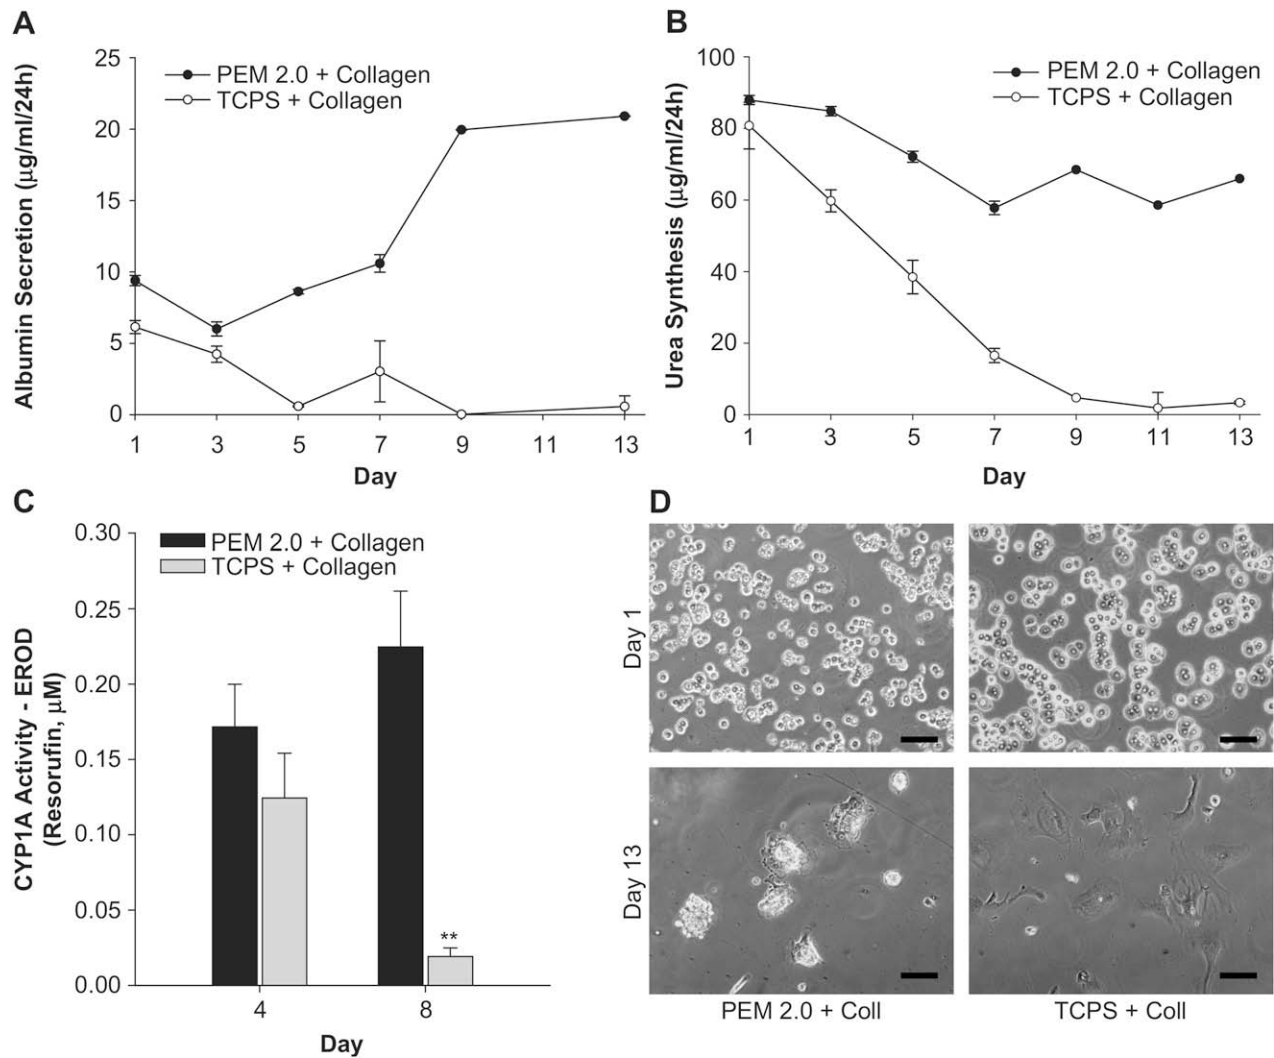 A
Albumin Secretion (µg/ml/24h)
25
20
15
10
5
0
PEM 2.0 + Collagen
TCPS + Collagen
1 3 5 7 9 11 13
Day
B
Urea Synthesis (µg/ml/24h)
100
80
60
40
20
0
PEM 2.0 + Collagen
TCPS + Collagen
1 3 5 7 9 11 13
Day
C
CYP1A Activity - EROD
(Resorufin, µM)
0.30
0.25
0.20
0.15
0.10
0.05
0.00
PEM 2.0 + Collagen
TCPS + Collagen
**
4 8
Day
D
Day 1
Day 13
PEM 2.0 + Coll
TCPS + Coll